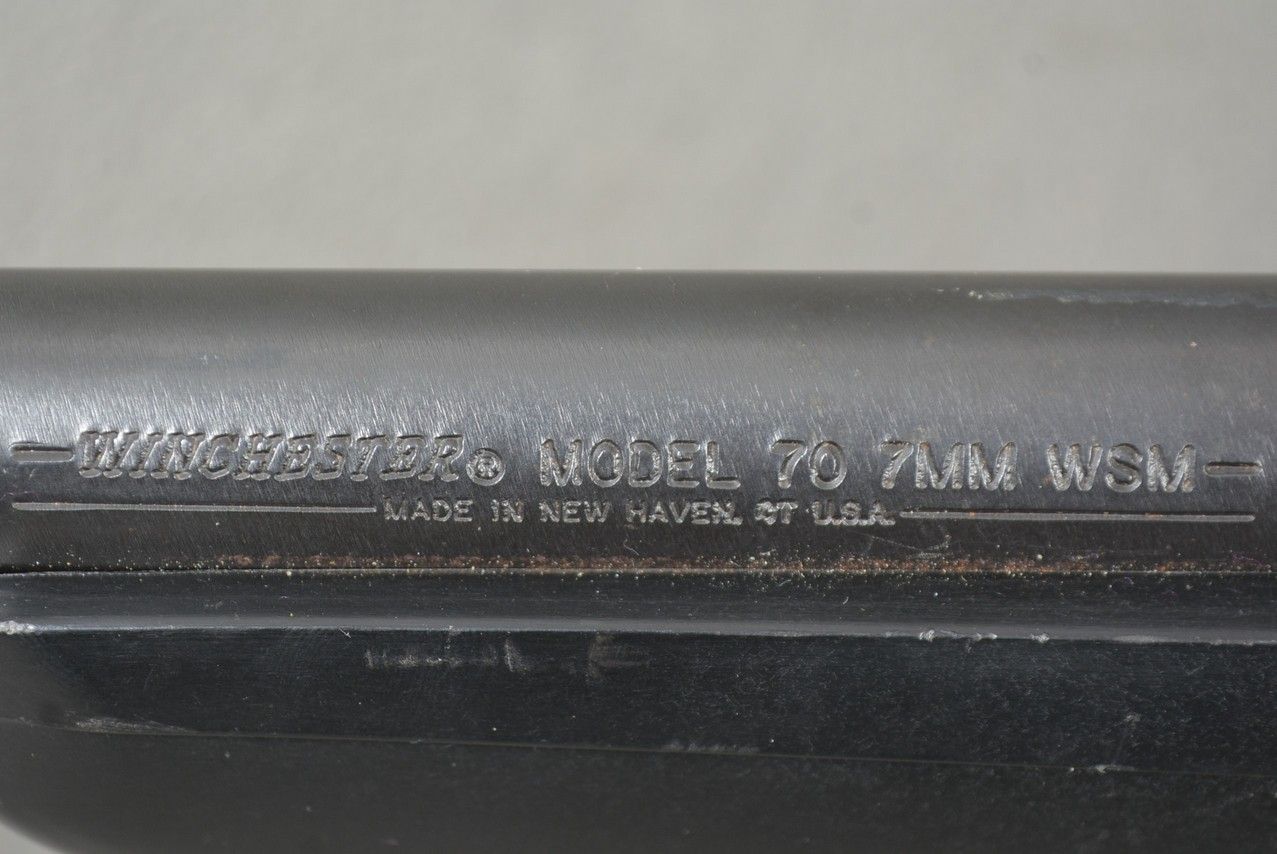 WINCHESTER® MODEL 70 7MM WSM
MADE IN NEW HAVEN, CT U.S.A.